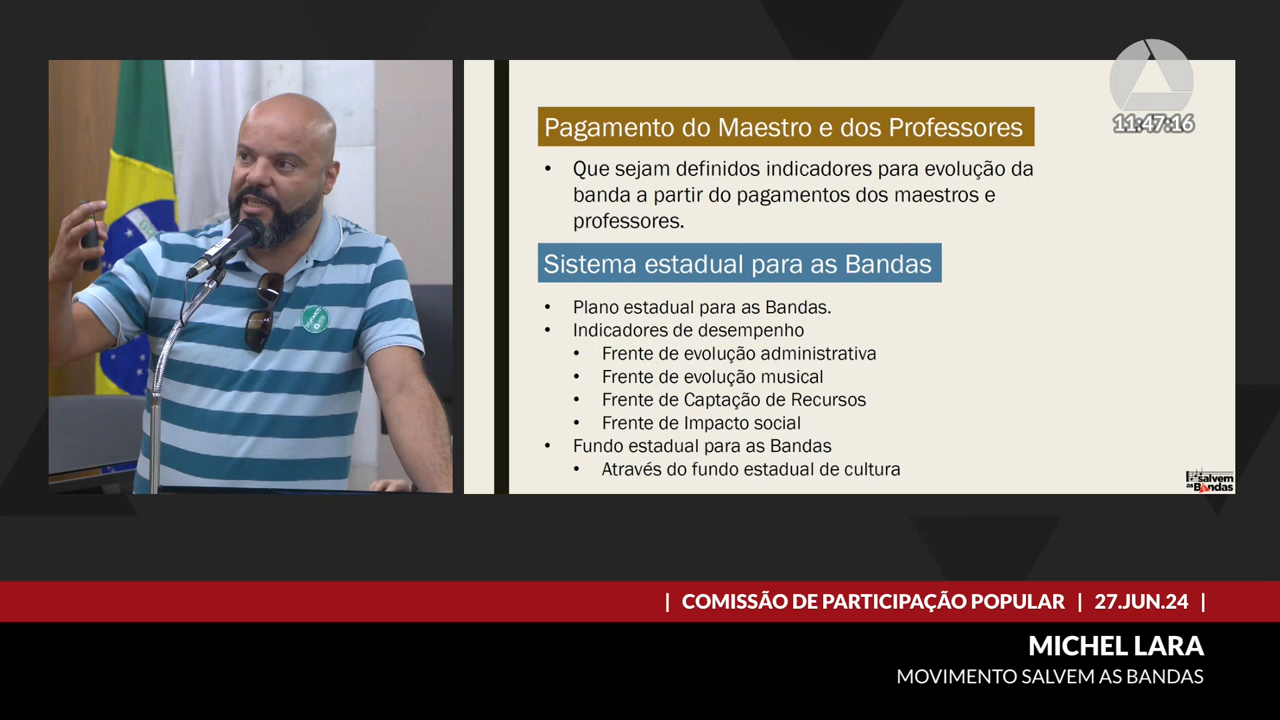 11:47:16
Pagamento do Maestro e dos Professores
• Que sejam definidos indicadores para evolução da
banda a partir do pagamentos dos maestros e
professores.
Sistema estadual para as Bandas
• Plano estadual para as Bandas.
• Indicadores de desempenho
• Frente de evolução administrativa
• Frente de evolução musical
• Frente de Captação de Recursos
• Frente de Impacto social
• Fundo estadual para as Bandas
• Através do fundo estadual de cultura
salvem
as Bandas
| COMISSÃO DE PARTICIPAÇÃO POPULAR | 27.JUN.24 |
MICHEL LARA
MOVIMENTO SALVEM AS BANDAS